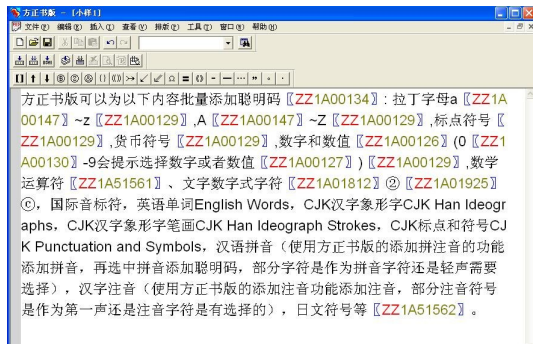 方正书版 - [小样1]
文件(F) 编辑(E) 插入(I) 查看(V) 排版(P) 工具(T) 窗口(W) 帮助(H)
方正书版可以为以下内容批量添加聪明码〖ZZ1A00134〗: 拉丁字母a〖ZZ1A
00147〗~z〖ZZ1A00129〗,A〖ZZ1A00147〗~Z〖ZZ1A00129〗,标点符号〖
ZZ1A00129〗,货币符号〖ZZ1A00129〗,数字和数值〖ZZ1A00126〗(0〖ZZ1
A00130〗-9会提示选择数字或者数值〖ZZ1A00127〗)〖ZZ1A00129〗,数学
运算符〖ZZ1A51561〗、文字数字式字符〖ZZ1A01812〗②〖ZZ1A01925〗
ⓒ，国际音标符，英语单词English Words，CJK汉字象形字CJK Han Ideogr
aphs，CJK汉字象形字笔画CJK Han Ideograph Strokes，CJK标点和符号CJ
K Punctuation and Symbols，汉语拼音（使用方正书版的添加拼注音的功能
添加拼音，再选中拼音添加聪明码，部分字符是作为拼音字符还是轻声需要
选择），汉字注音（使用方正书版的添加注音功能添加注音，部分注音符号
是作为第一声还是注音字符是有选择的），日文符号等〖ZZ1A51562〗。